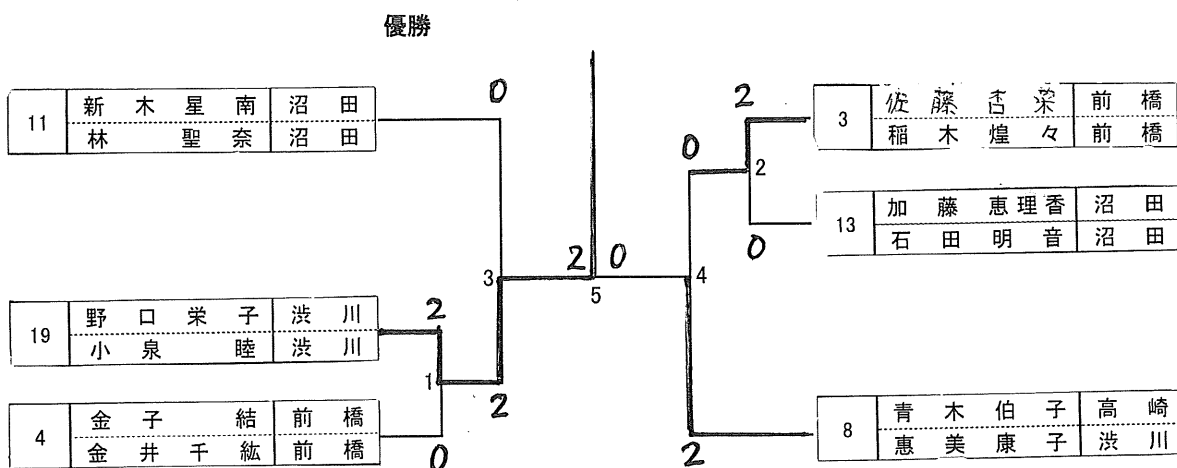 優勝
0
11 新木星南 沼田
林 聖奈 沼田
2
3 佐藤杏菜 前橋
稲木煌々 前橋
0
2
13 加藤恵理香 沼田
石田明音 沼田
0
3
2 0
5
4
19 野口栄子 渋川
小泉 睦 渋川
2
1
2
4 金子 結 前橋
金井千紘 前橋
0
8 青木伯子 高崎
惠美康子 渋川
2